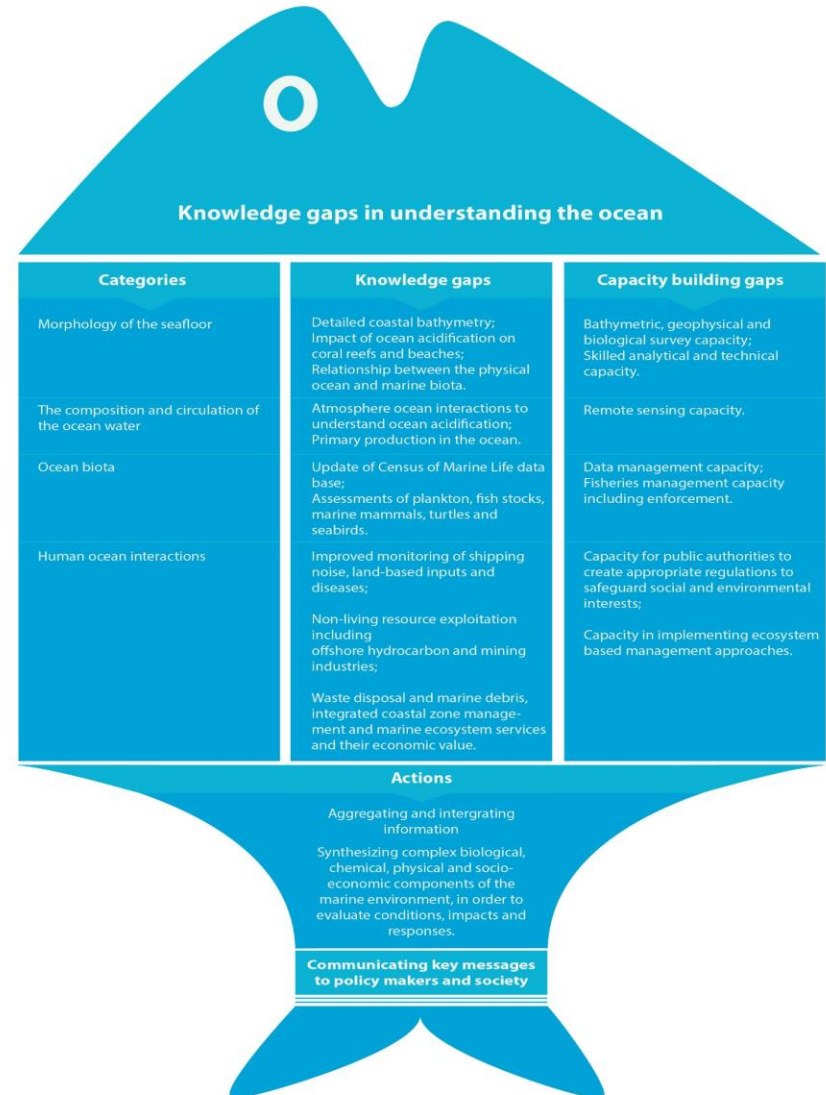 Knowledge gaps in understanding the ocean
Categories
Knowledge gaps
Capacity building gaps
Morphology of the seafloor
Detailed coastal bathymetry;
Impact of ocean acidification on
coral reefs and beaches;
Relationship between the physical
ocean and marine biota.
Bathymetric, geophysical and
biological survey capacity;
Skilled analytical and technical
capacity.
The composition and circulation of
the ocean water
Atmosphere ocean interactions to
understand ocean acidification;
Primary production in the ocean.
Remote sensing capacity.
Ocean biota
Update of Census of Marine Life data
base;
Assessments of plankton, fish stocks,
marine mammals, turtles and
seabirds.
Data management capacity;
Fisheries management capacity
including enforcement.
Human ocean interactions
Improved monitoring of shipping
noise, land-based inputs and
diseases;
Non-living resource exploitation
including
offshore hydrocarbon and mining
industries;
Waste disposal and marine debris,
integrated coastal zone manage-
ment and marine ecosystem services
and their economic value.
Capacity for public authorities to
create appropriate regulations to
safeguard social and environmental
interests;
Capacity in implementing ecosystem
based management approaches.
Actions
Aggregating and intergrating
information
Synthesizing complex biological,
chemical, physical and socio-
economic components of the
marine environment, in order to
evaluate conditions, impacts and
responses.
Communicating key messages
to policy makers and society